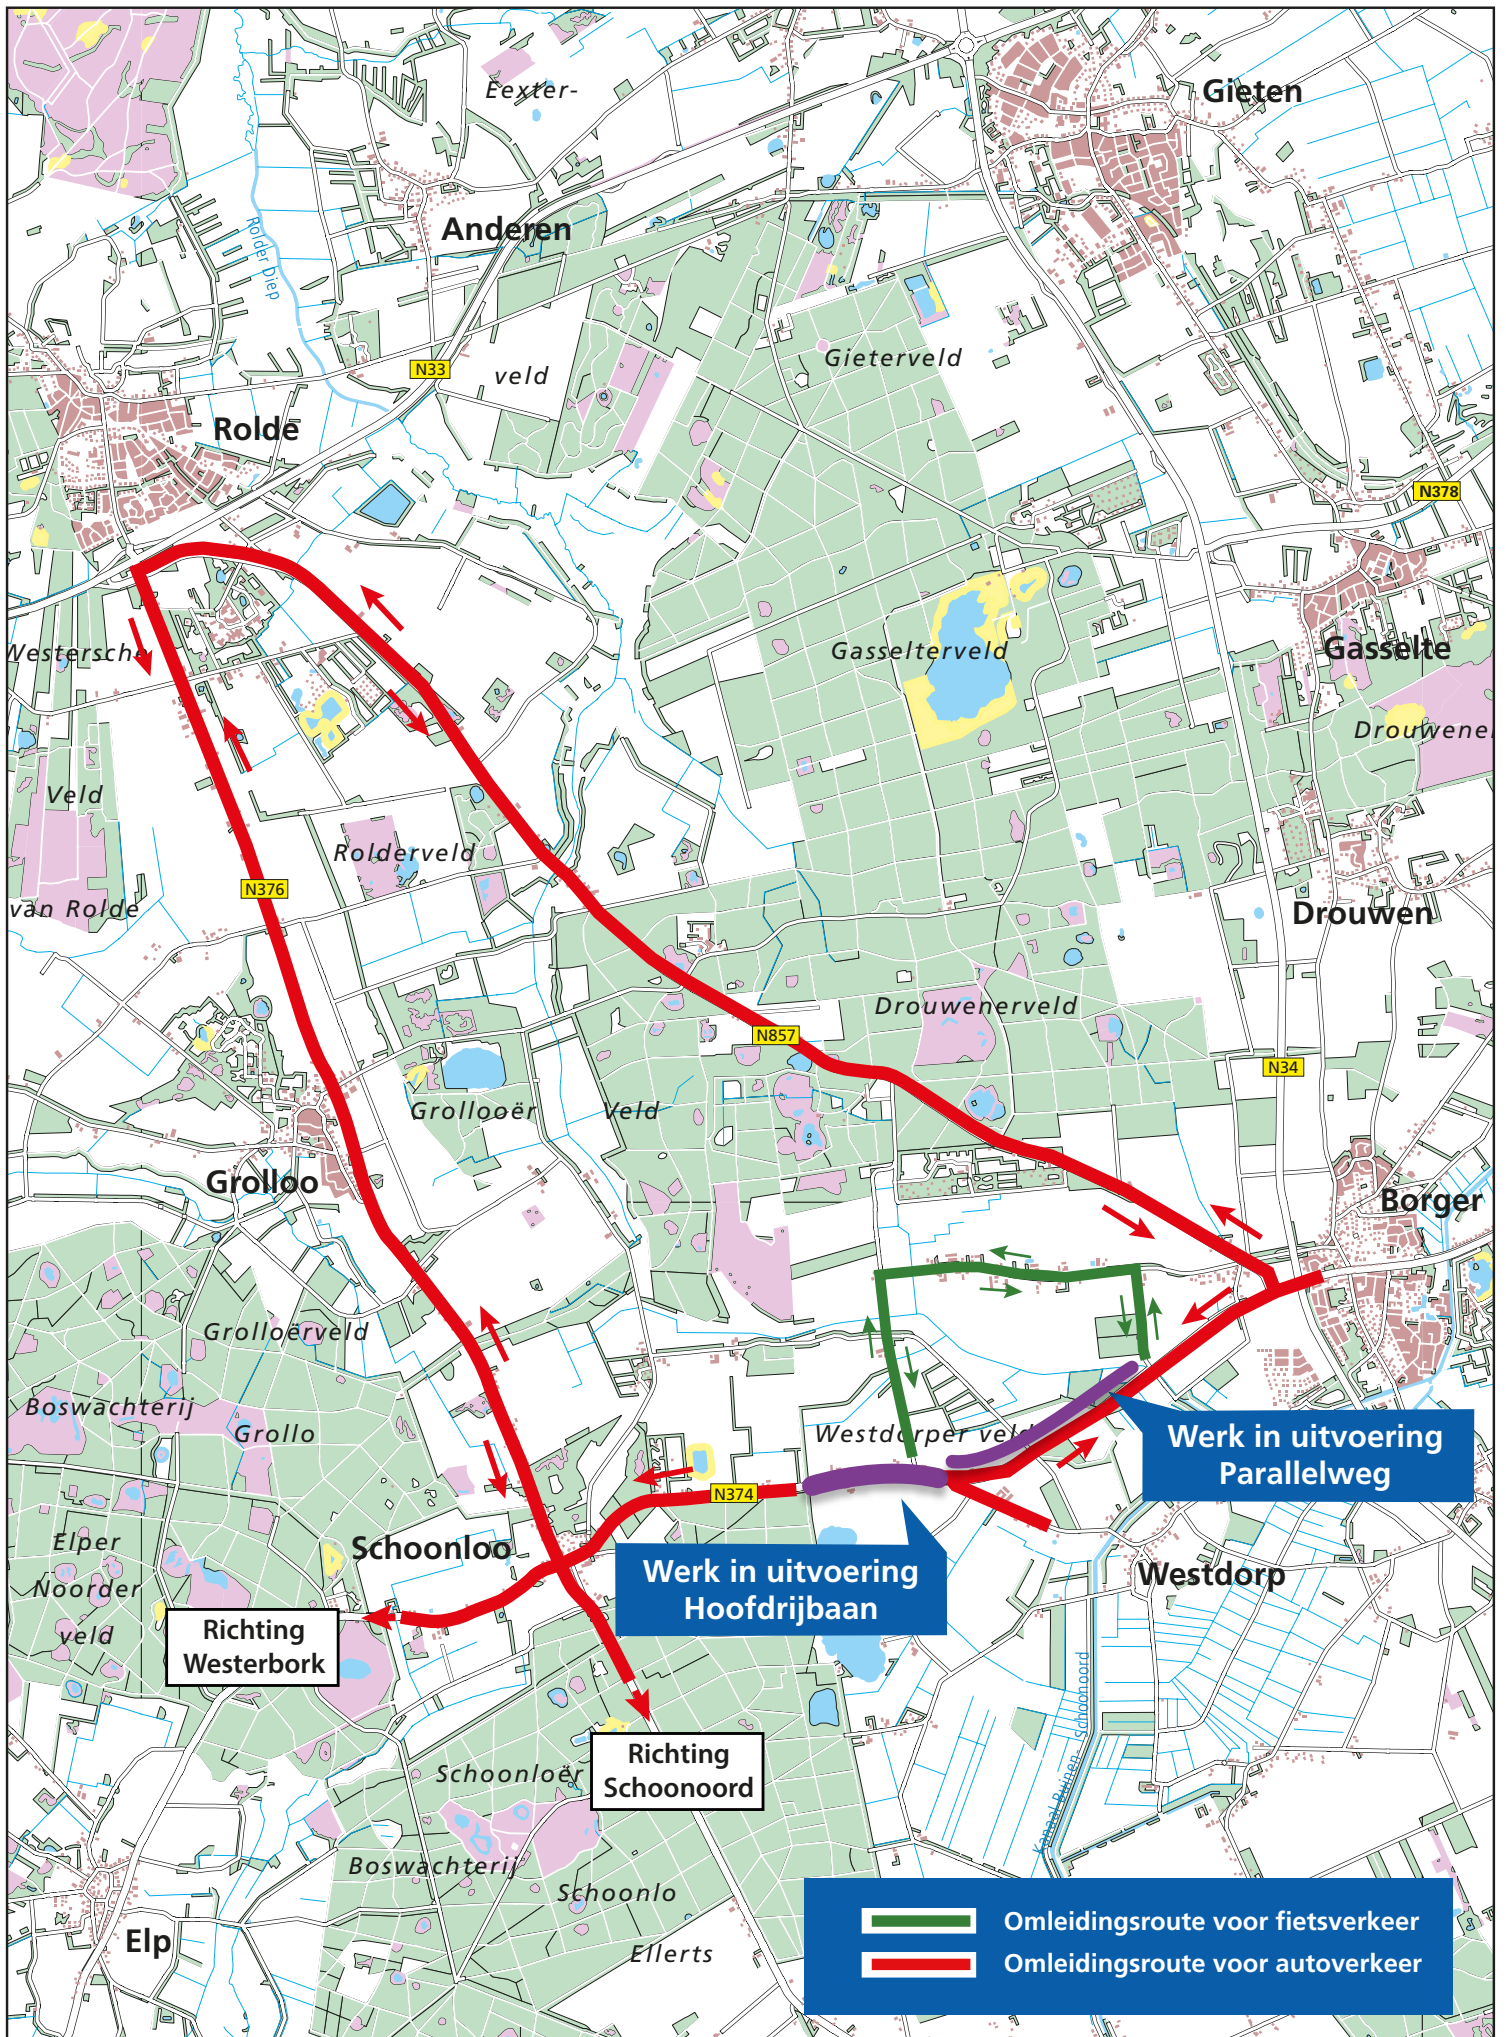 Eexter-
Gieten
Anderen
Rolder Diep
N33
veld
Gieterveld
Rolde
N378
Westersche
Gasselterveld
Gasselte
Drouwener
Veld
Rolderveld
N376
van Rolde
Drouwen
Drouwenerveld
N857
N34
Grollooër
Veld
Grolloo
Borger
Grolloërveld
Boswachterij
Grollo
Westdorper veld
Werk in uitvoering
Parallelweg
N374
Elper
Noorder
veld
Schoonloo
Werk in uitvoering
Hoofdrijbaan
Westdorp
Richting
Westerbork
Kanaal Buinen-Schoonoord
Richting
Schoonoord
Schoonloër
Boswachterij
Schoonlo
Ellerts
Elp
Omleidingsroute voor fietsverkeer
Omleidingsroute voor autoverkeer